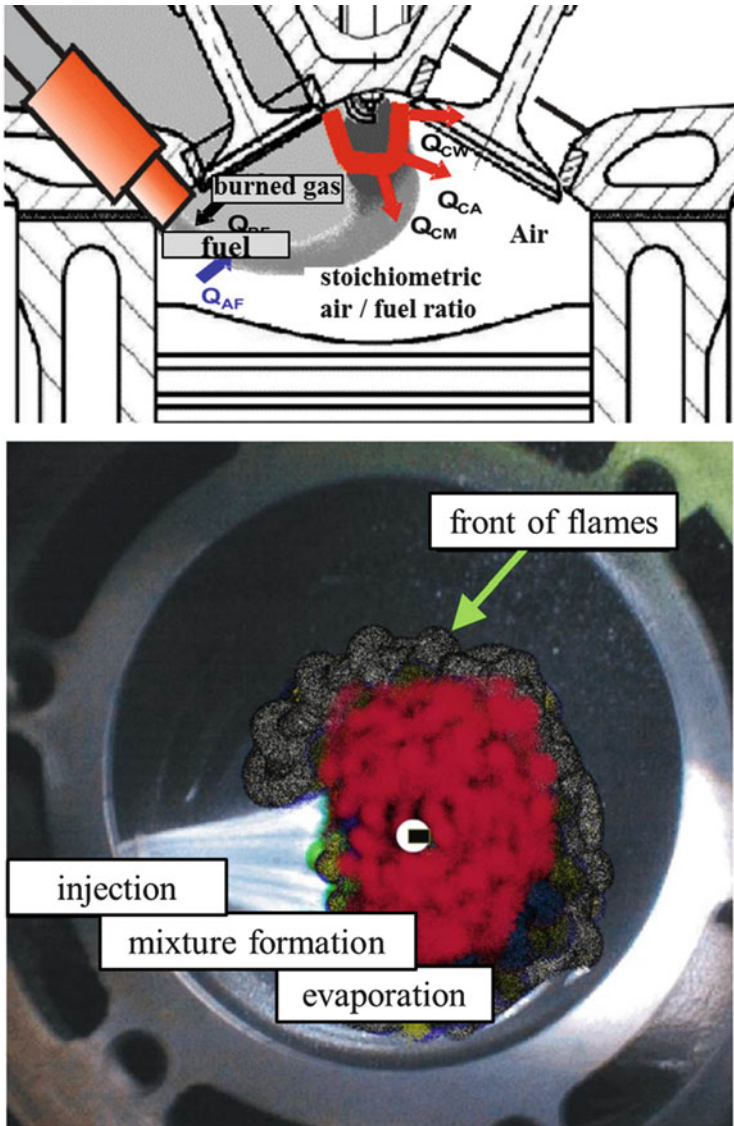 Q_CW
burned gas
Q_CA
fuel
Q_CM
Air
Q_AF
stoichiometric
air / fuel ratio
front of flames
injection
mixture formation
evaporation